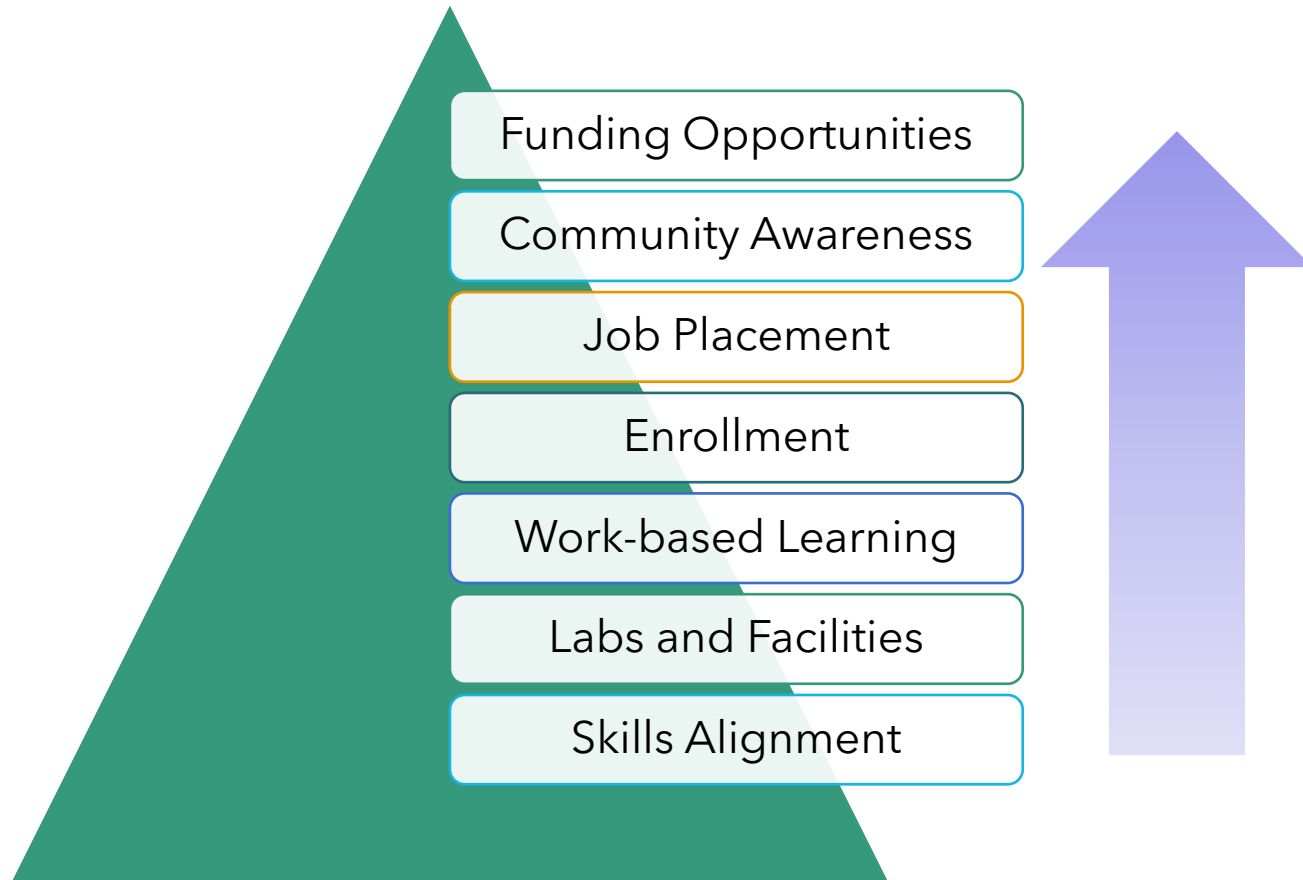 Funding Opportunities
Community Awareness
Job Placement
Enrollment
Work-based Learning
Labs and Facilities
Skills Alignment